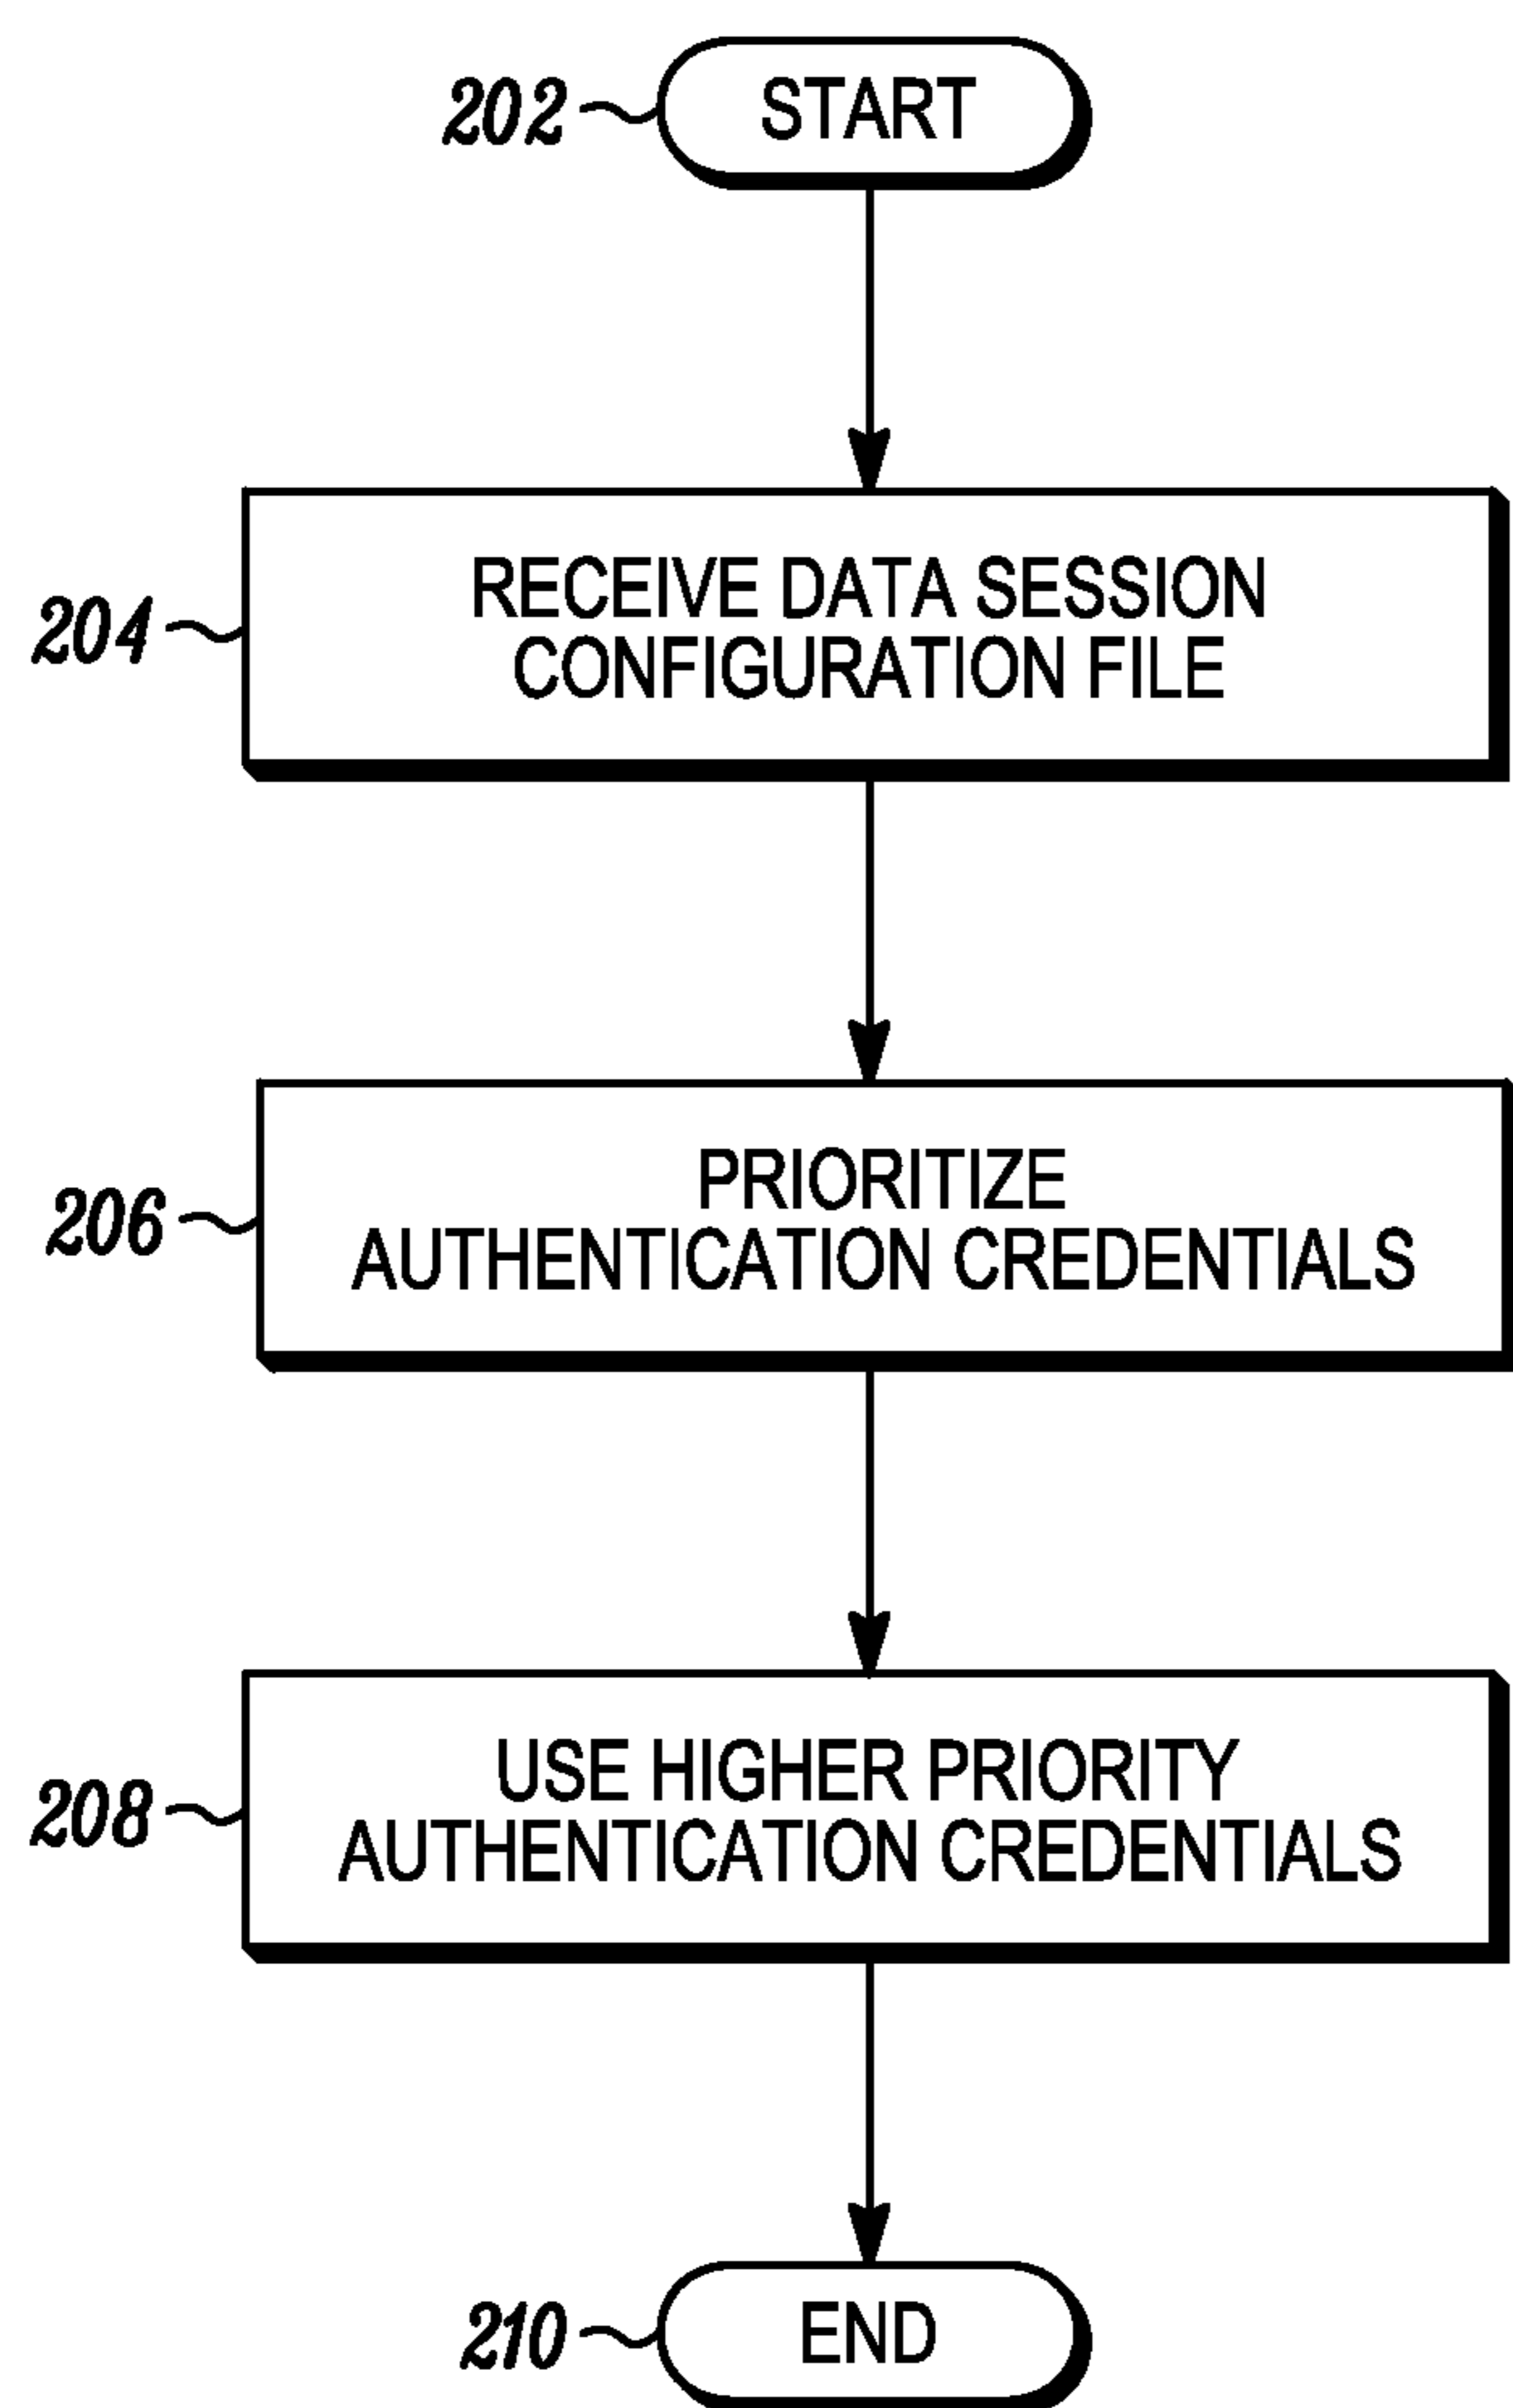 202
START
204
RECEIVE DATA SESSION
CONFIGURATION FILE
206
PRIORITIZE
AUTHENTICATION CREDENTIALS
208
USE HIGHER PRIORITY
AUTHENTICATION CREDENTIALS
210
END